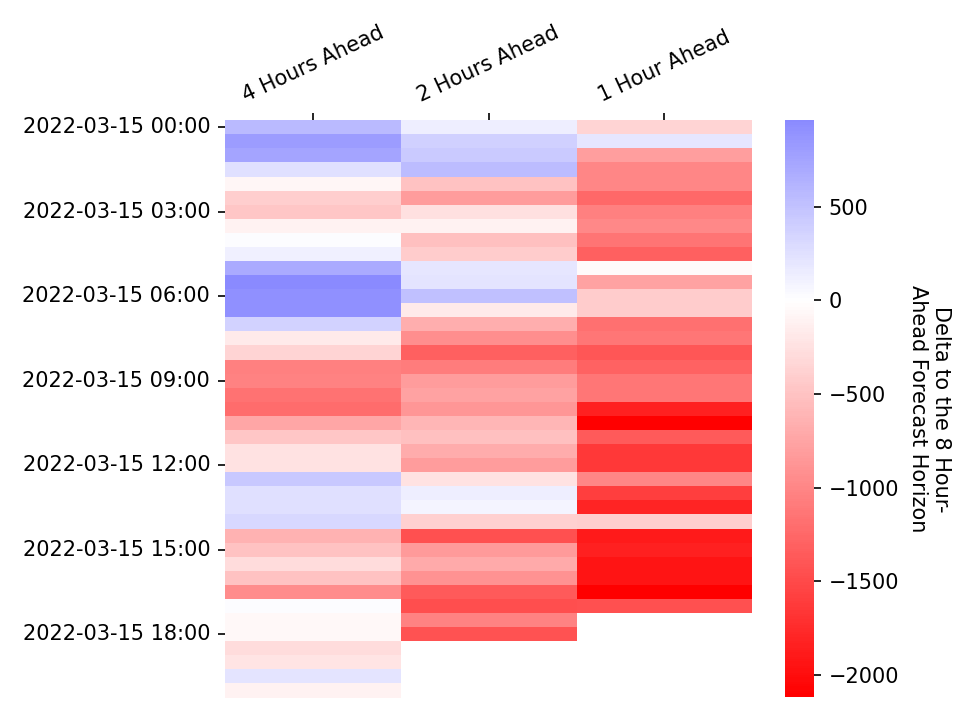 4 Hours Ahead
2 Hours Ahead
1 Hour Ahead
2022-03-15 00:00
2022-03-15 03:00
2022-03-15 06:00
2022-03-15 09:00
2022-03-15 12:00
2022-03-15 15:00
2022-03-15 18:00
500
0
−500
−1000
−1500
−2000
Delta to the 8 Hour-
Ahead Forecast Horizon